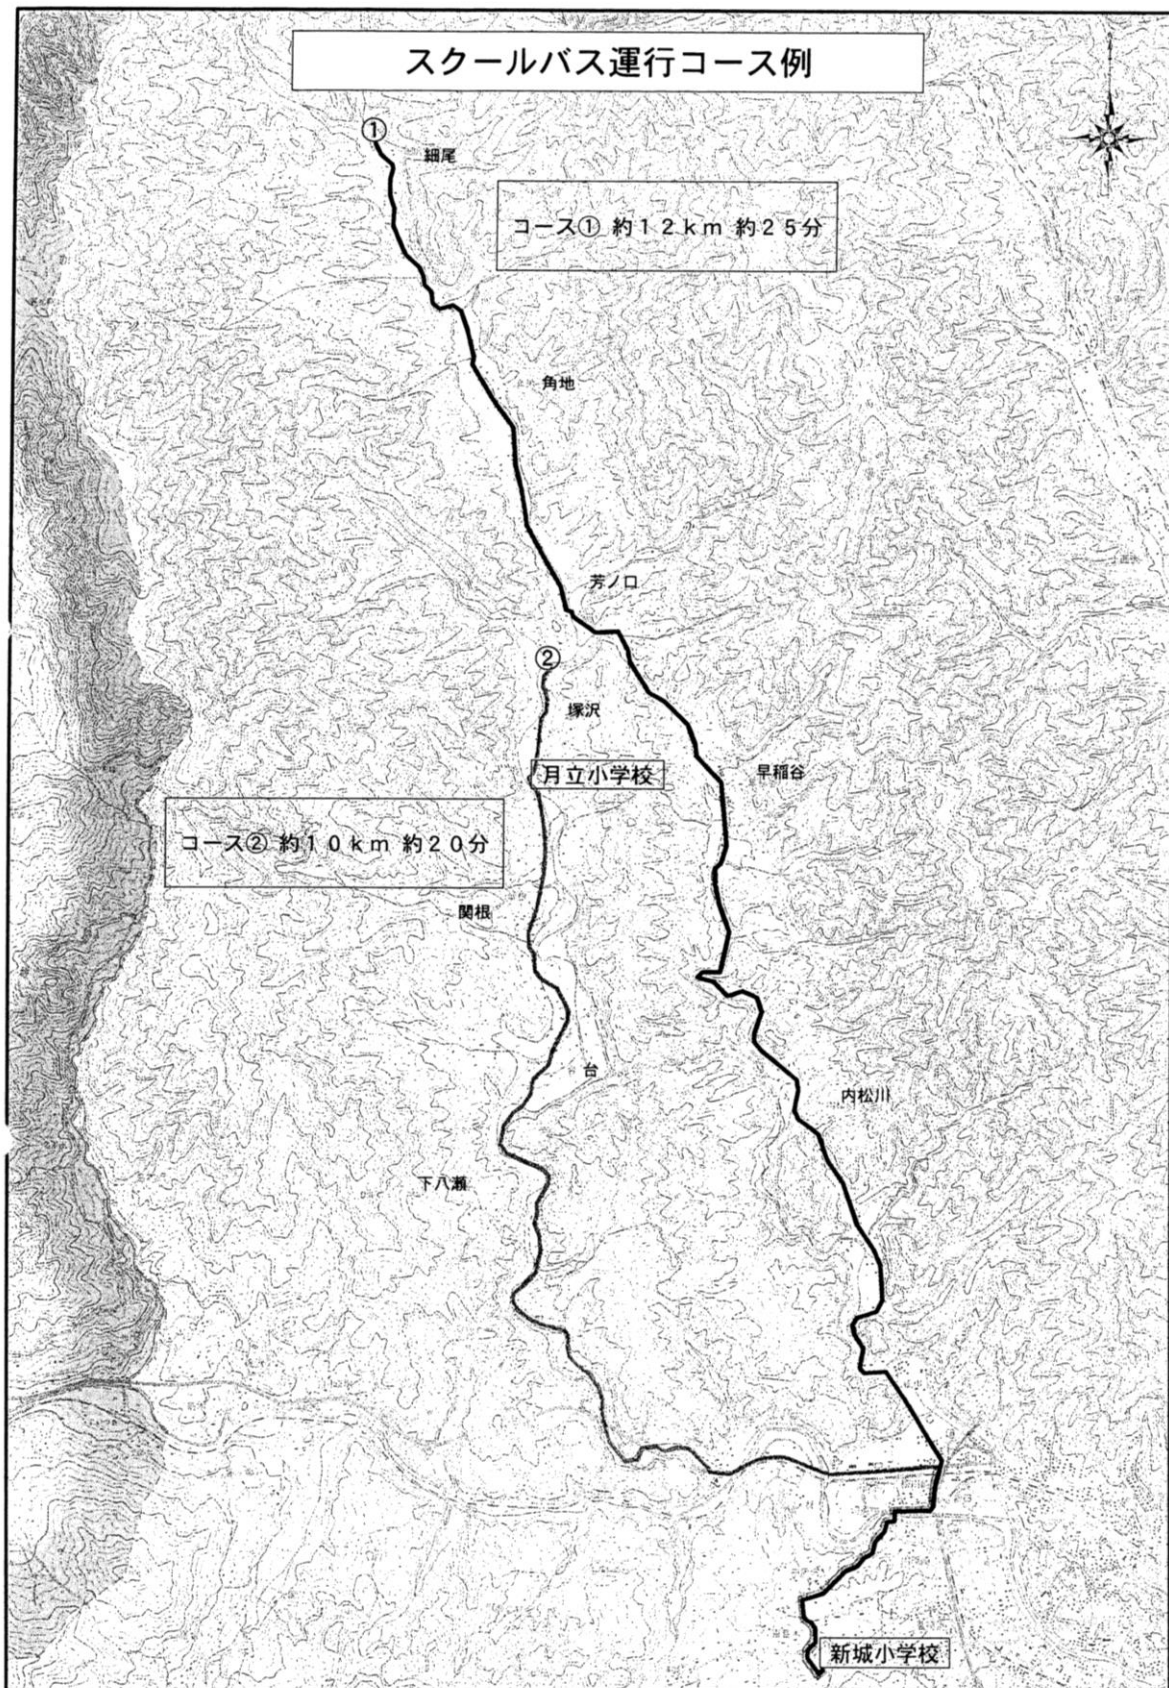 スクールバス運行コース例
①
細尾
コース① 約12km 約25分
角地
芳ノ口
②
塚沢
月立小学校
早稲谷
コース② 約10km 約20分
関根
台
内松川
下八瀬
新城小学校